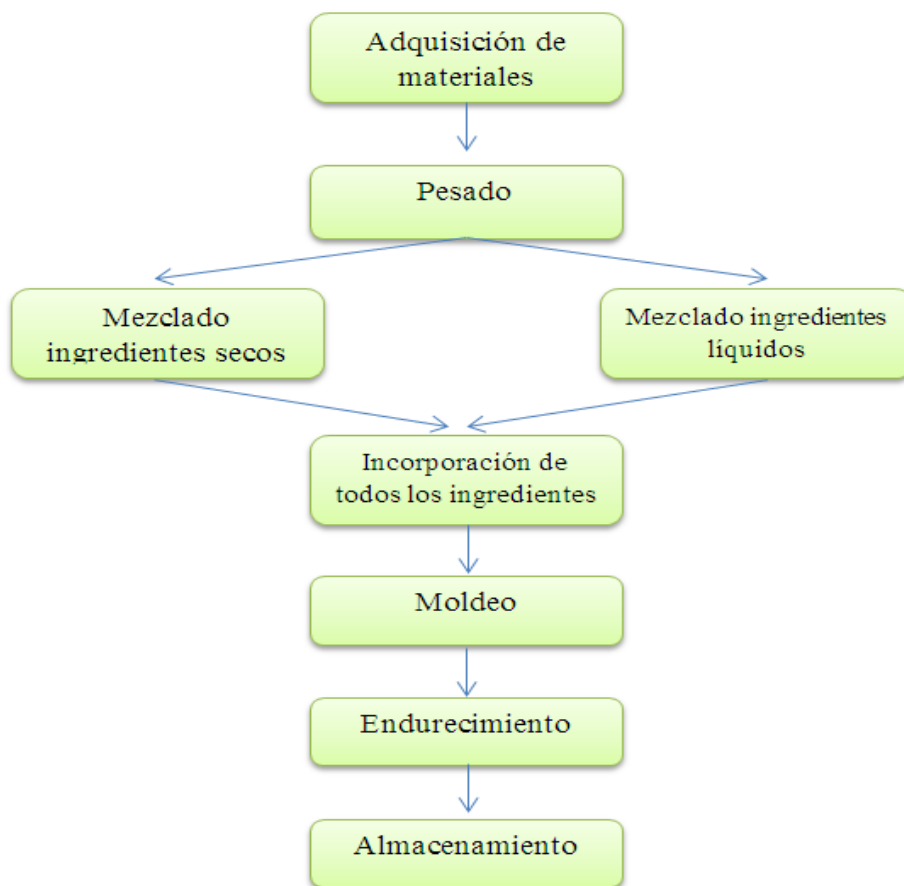 Adquisición de
materiales
Pesado
Mezclado
ingredientes secos
Mezclado ingredientes
líquidos
Incorporación de
todos los ingredientes
Moldeo
Endurecimiento
Almacenamiento